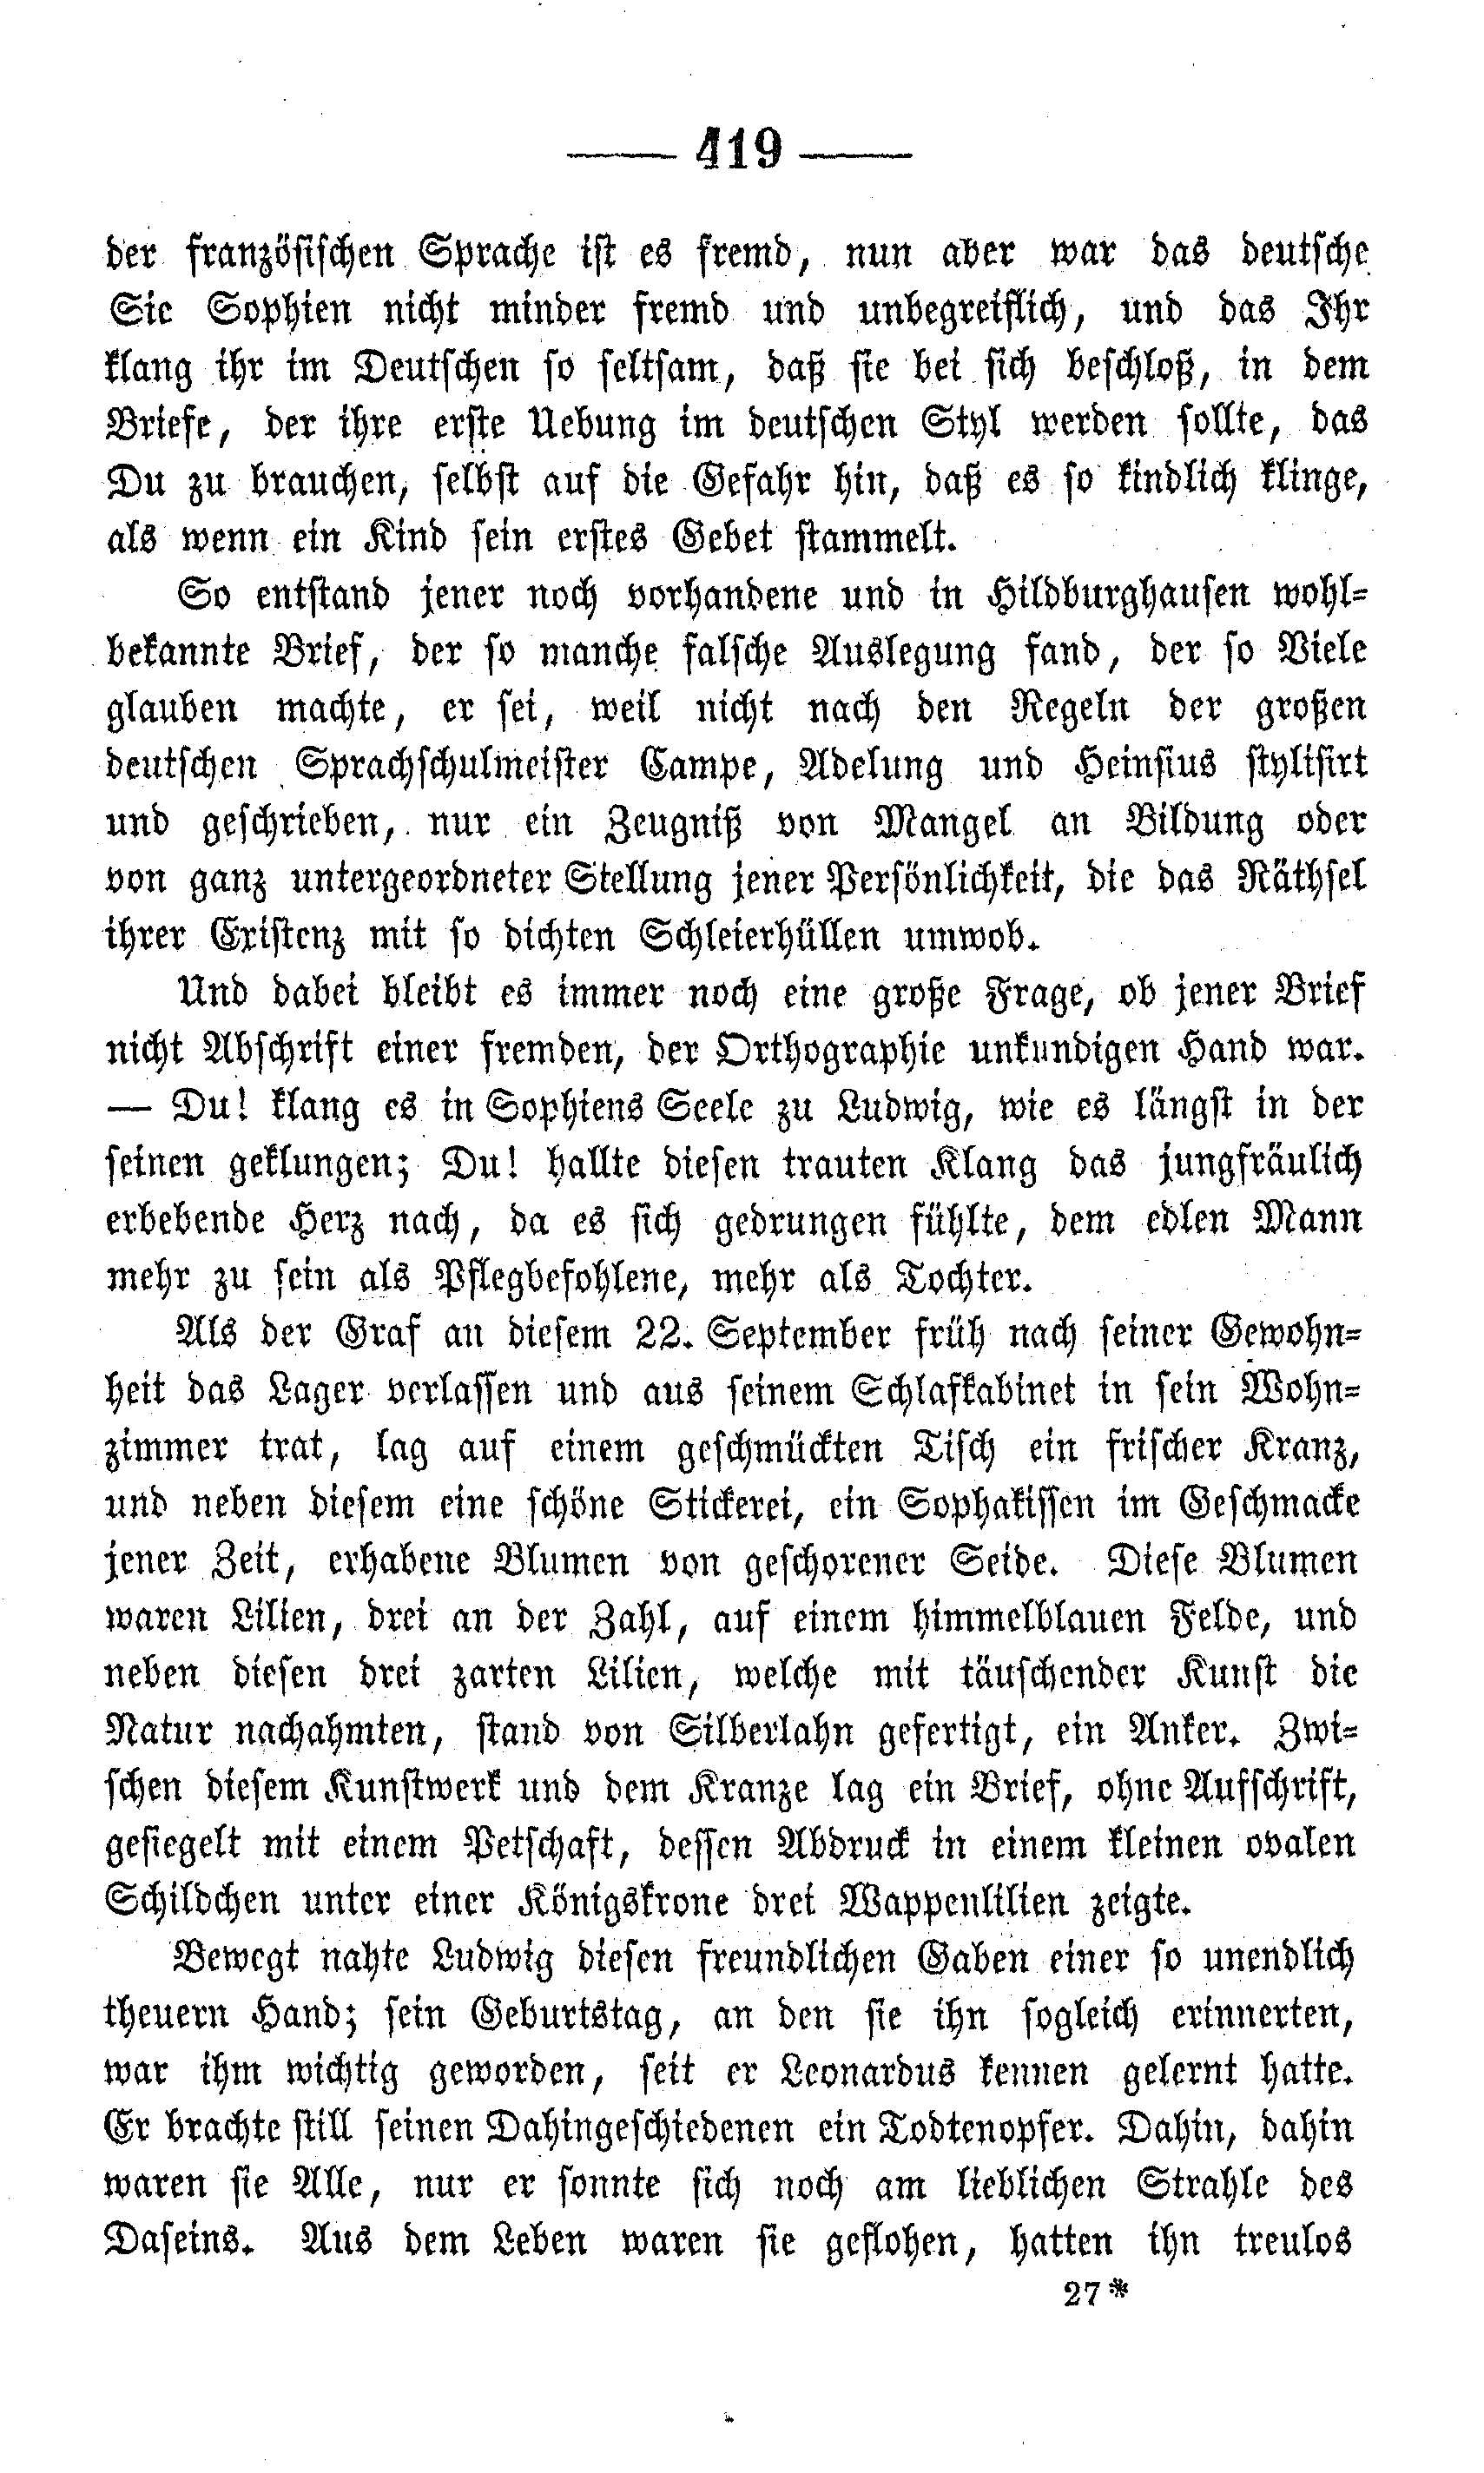 — 419 —
der französischen Sprache ist es fremd, nun aber war das deutsche
Sie Sophien nicht minder fremd und unbegreiflich, und das Ihr
klang ihr im Deutschen so seltsam, daß sie bei sich beschloß, in dem
Briefe, der ihre erste Uebung im deutschen Styl werden sollte, das
Du zu brauchen, selbst auf die Gefahr hin, daß es so kindlich klinge,
als wenn ein Kind sein erstes Gebet stammelt.
So entstand jener noch vorhandene und in Hildburghausen wohl=
bekannte Brief, der so manche falsche Auslegung fand, der so Viele
glauben machte, er sei, weil nicht nach den Regeln der großen
deutschen Sprachschulmeister Campe, Adelung und Heinsius stylisirt
und geschrieben, nur ein Zeugniß von Mangel an Bildung oder
von ganz untergeordneter Stellung jener Persönlichkeit, die das Räthsel
ihrer Existenz mit so dichten Schleierhüllen umwob.
Und dabei bleibt es immer noch eine große Frage, ob jener Brief
nicht Abschrift einer fremden, der Orthographie unkundigen Hand war.
— Du! klang es in Sophiens Seele zu Ludwig, wie es längst in der
seinen geklungen; Du! hallte diesen trauten Klang das jungfräulich
erbebende Herz nach, da es sich gedrungen fühlte, dem edlen Mann
mehr zu sein als Pflegbefohlene, mehr als Tochter.
Als der Graf an diesem 22. September früh nach seiner Gewohn=
heit das Lager verlassen und aus seinem Schlafkabinet in sein Wohn=
zimmer trat, lag auf einem geschmückten Tisch ein frischer Kranz,
und neben diesem eine schöne Stickerei, ein Sophakissen im Geschmacke
jener Zeit, erhabene Blumen von geschorener Seide. Diese Blumen
waren Lilien, drei an der Zahl, auf einem himmelblauen Felde, und
neben diesen drei zarten Lilien, welche mit täuschender Kunst die
Natur nachahmten, stand von Silberlahn gefertigt, ein Anker. Zwi=
schen diesem Kunstwerk und dem Kranze lag ein Brief, ohne Aufschrift,
gesiegelt mit einem Petschaft, dessen Abdruck in einem kleinen ovalen
Schildchen unter einer Königskrone drei Wappenlilien zeigte.
Bewegt nahte Ludwig diesen freundlichen Gaben einer so unendlich
theuern Hand; sein Geburtstag, an den sie ihn sogleich erinnerten,
war ihm wichtig geworden, seit er Leonardus kennen gelernt hatte.
Er brachte still seinen Dahingeschiedenen ein Todtenopfer. Dahin, dahin
waren sie Alle, nur er sonnte sich noch am lieblichen Strahle des
Daseins. Aus dem Leben waren sie geflohen, hatten ihn treulos
27*